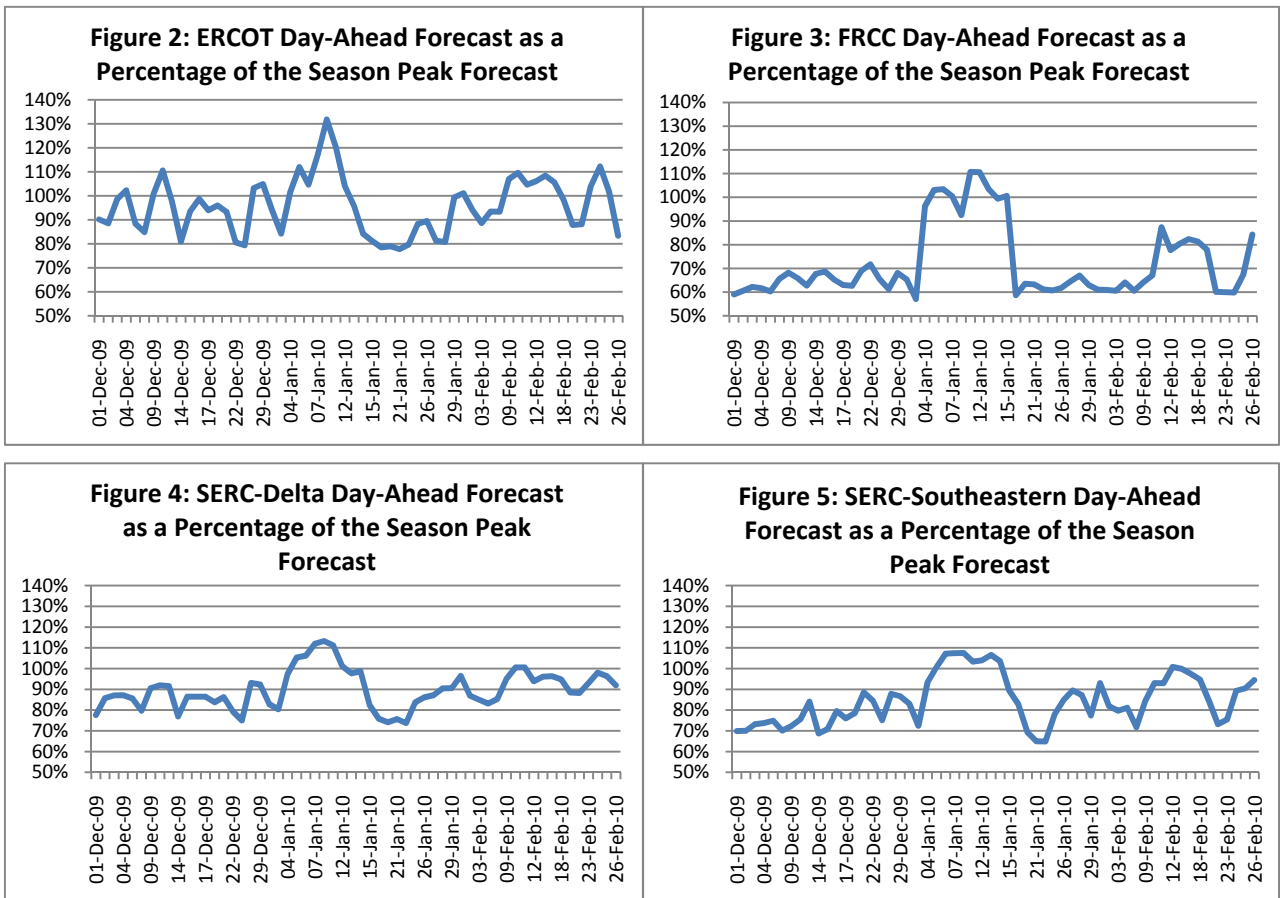 Figure 2: ERCOT Day-Ahead Forecast as a
Percentage of the Season Peak Forecast
140%
130%
120%
110%
100%
90%
80%
70%
60%
50%
01-Dec-09
04-Dec-09
09-Dec-09
14-Dec-09
17-Dec-09
22-Dec-09
29-Dec-09
04-Jan-10
07-Jan-10
12-Jan-10
15-Jan-10
21-Jan-10
26-Jan-10
29-Jan-10
03-Feb-10
09-Feb-10
12-Feb-10
18-Feb-10
23-Feb-10
26-Feb-10
Figure 3: FRCC Day-Ahead Forecast as a
Percentage of the Season Peak Forecast
140%
130%
120%
110%
100%
90%
80%
70%
60%
50%
01-Dec-09
04-Dec-09
09-Dec-09
14-Dec-09
17-Dec-09
22-Dec-09
29-Dec-09
04-Jan-10
07-Jan-10
12-Jan-10
15-Jan-10
21-Jan-10
26-Jan-10
29-Jan-10
03-Feb-10
09-Feb-10
12-Feb-10
18-Feb-10
23-Feb-10
26-Feb-10
Figure 4: SERC-Delta Day-Ahead Forecast
as a Percentage of the Season Peak
Forecast
140%
130%
120%
110%
100%
90%
80%
70%
60%
50%
01-Dec-09
04-Dec-09
09-Dec-09
14-Dec-09
17-Dec-09
22-Dec-09
29-Dec-09
04-Jan-10
07-Jan-10
12-Jan-10
15-Jan-10
21-Jan-10
26-Jan-10
29-Jan-10
03-Feb-10
09-Feb-10
12-Feb-10
18-Feb-10
23-Feb-10
26-Feb-10
Figure 5: SERC-Southeastern Day-Ahead
Forecast as a Percentage of the Season
Peak Forecast
140%
130%
120%
110%
100%
90%
80%
70%
60%
50%
01-Dec-09
04-Dec-09
09-Dec-09
14-Dec-09
17-Dec-09
22-Dec-09
29-Dec-09
04-Jan-10
07-Jan-10
12-Jan-10
15-Jan-10
21-Jan-10
26-Jan-10
29-Jan-10
03-Feb-10
09-Feb-10
12-Feb-10
18-Feb-10
23-Feb-10
26-Feb-10